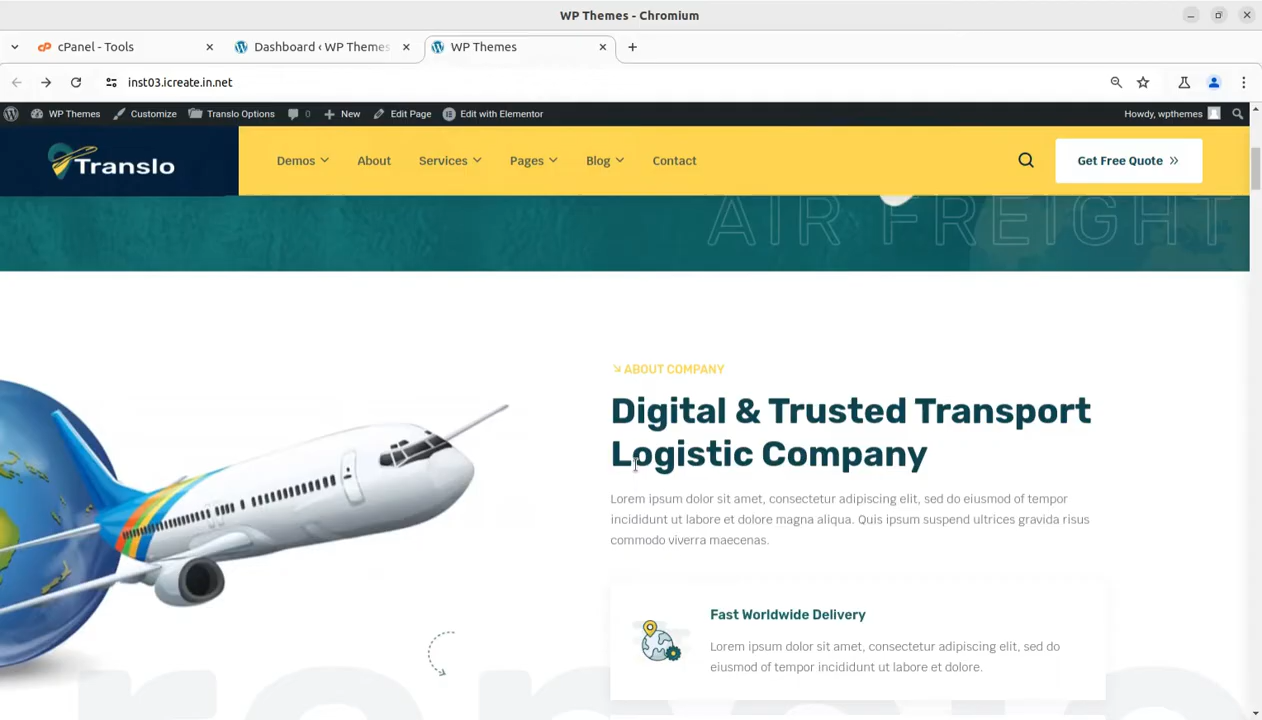 WP Themes - Chromium
cPanel - Tools
Dashboard ‹ WP Themes
WP Themes
inst03.icreate.in.net
WP Themes Customize Translo Options 0 New Edit Page Edit with Elementor Howdy, wpthemes
Translo
Demos About Services Pages Blog Contact
Get Free Quote
AIR FREIGHT
ABOUT COMPANY
Digital & Trusted Transport
Logistic Company
Lorem ipsum dolor sit amet, consectetur adipiscing elit, sed do eiusmod of tempor
incididunt ut labore et dolore magna aliqua. Quis ipsum suspend ultrices gravida risus
commodo viverra maecenas.
Fast Worldwide Delivery
Lorem ipsum dolor sit amet, consectetur adipiscing elit, sed do
eiusmod of tempor incididunt ut labore et dolore.